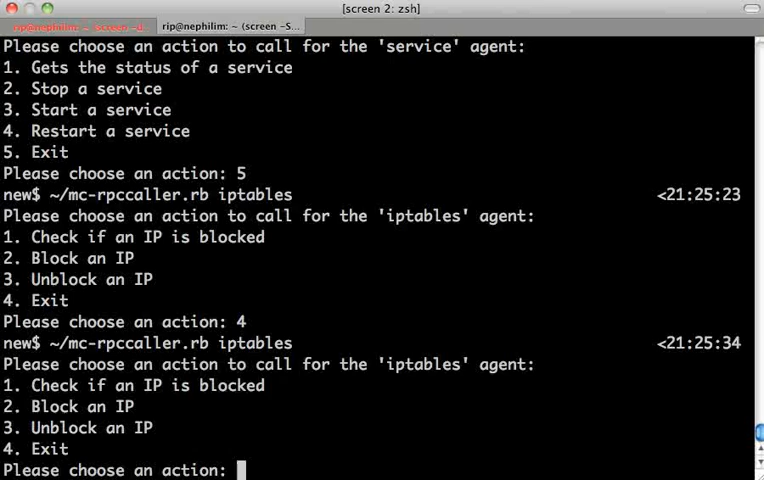 [screen 2: zsh]
rip@nephilim: ~ (screen -S... 
Please choose an action to call for the 'service' agent:
1. Gets the status of a service
2. Stop a service
3. Start a service
4. Restart a service
5. Exit
Please choose an action: 5
new$ ~/mc-rpccaller.rb iptables <21:25:23
Please choose an action to call for the 'iptables' agent:
1. Check if an IP is blocked
2. Block an IP
3. Unblock an IP
4. Exit
Please choose an action: 4
new$ ~/mc-rpccaller.rb iptables <21:25:34
Please choose an action to call for the 'iptables' agent:
1. Check if an IP is blocked
2. Block an IP
3. Unblock an IP
4. Exit
Please choose an action: